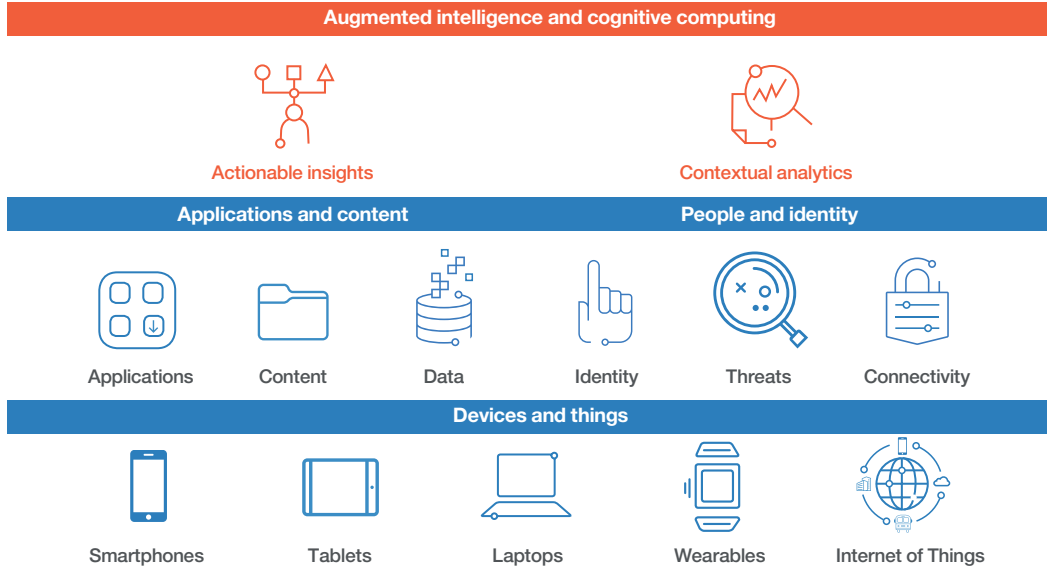 Augmented intelligence and cognitive computing
Actionable insights
Contextual analytics
Applications and content
People and identity
Applications
Content
Data
Identity
Threats
Connectivity
Devices and things
Smartphones
Tablets
Laptops
Wearables
Internet of Things